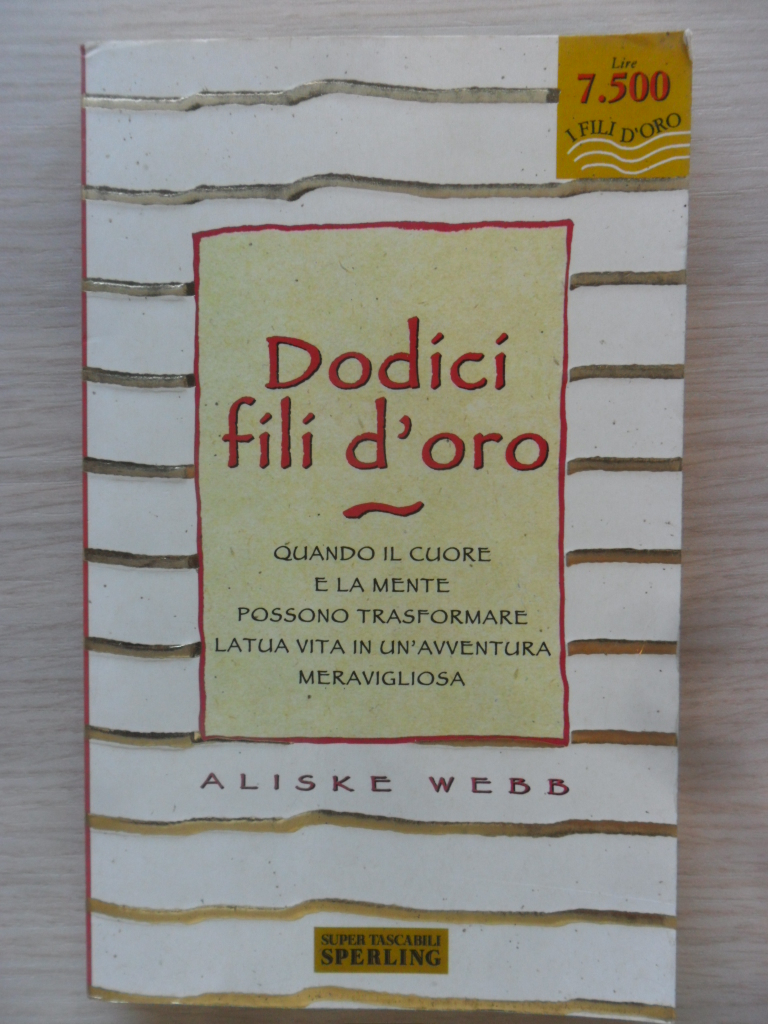 Lire
7.500
I FILI D'ORO
Dodici
fili d'oro
~
QUANDO IL CUORE
E LA MENTE
POSSONO TRASFORMARE
LATUA VITA IN UN'AVVENTURA
MERAVIGLIOSA
ALISKE WEBB
SUPER TASCABILI
SPERLING